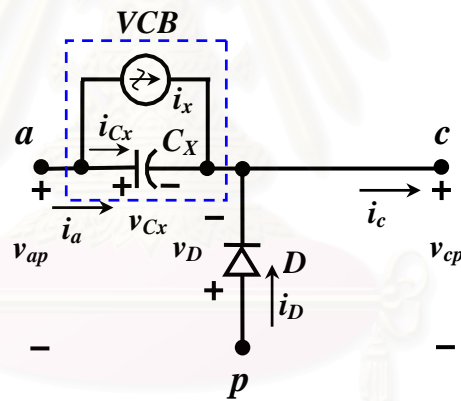 VCB
i_x
a
i_Cx
C_X
c
+
+
−
+
i_a
v_Cx
−
i_c
v_ap
v_D
D
v_cp
+
i_D
−
−
p